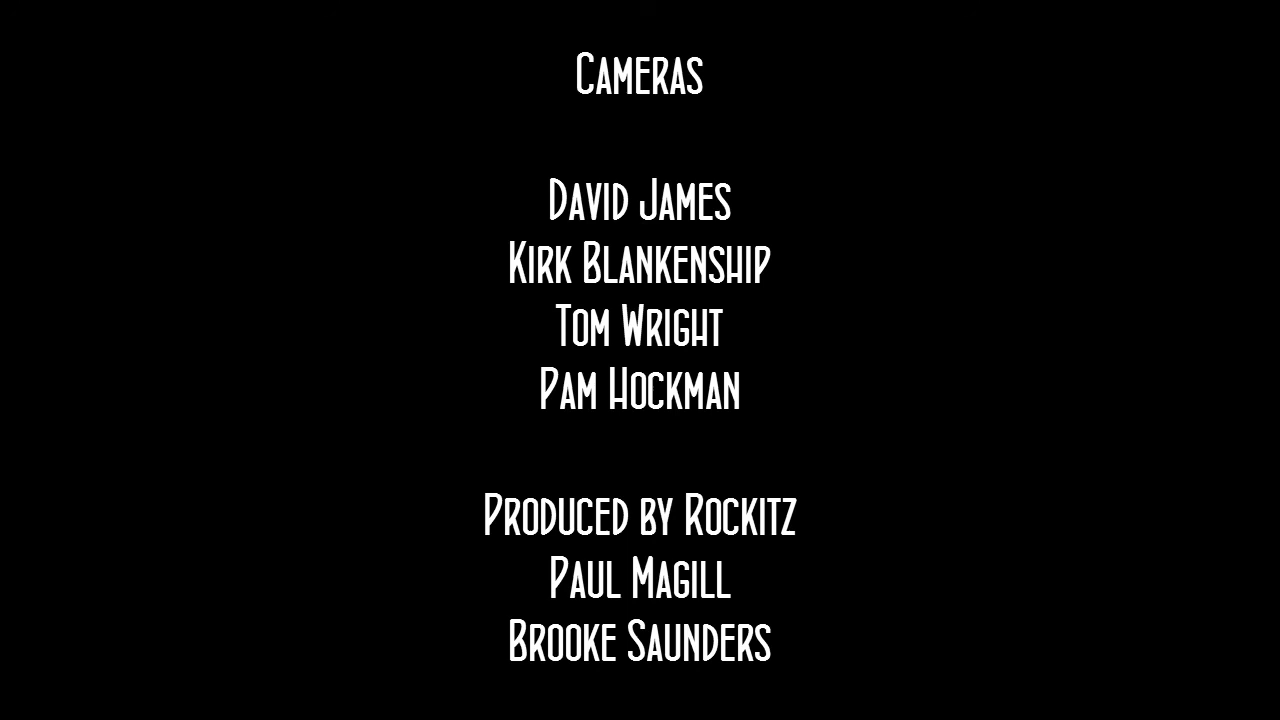 Cameras
David James
Kirk Blankenship
Tom Wright
Pam Hockman
Produced by Rockitz
Paul Magill
Brooke Saunders